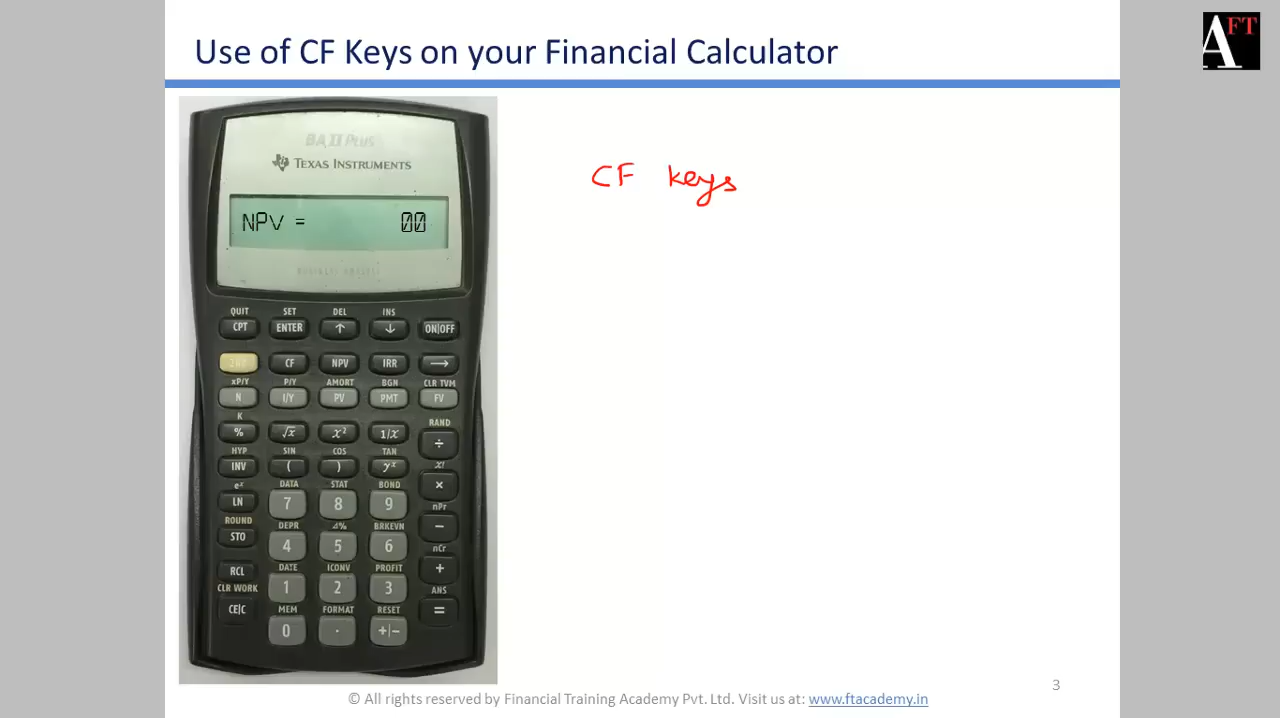 Use of CF Keys on your Financial Calculator
AFT
BA II Plus
TEXAS INSTRUMENTS
NPV = 00
QUIT SET DEL INS
CPT ENTER ↑ ↓ ON|OFF
CF NPV IRR →
xP/Y P/Y AMORT BGN CLR TVM
N I/Y PV PMT FV
K RAND
% √x x² 1/x ÷
HYP SIN COS TAN x!
INV ( ) yˣ ×
eˣ DATA STAT BOND nPr
LN 7 8 9 −
ROUND DEPR Δ% BRKEVN nCr
STO 4 5 6 +
DATE ICONV PROFIT ANS
RCL 1 2 3 =
CLR WORK MEM FORMAT RESET
CE|C 0 . +|−
CF keys
© All rights reserved by Financial Training Academy Pvt. Ltd. Visit us at: www.ftacademy.in
3